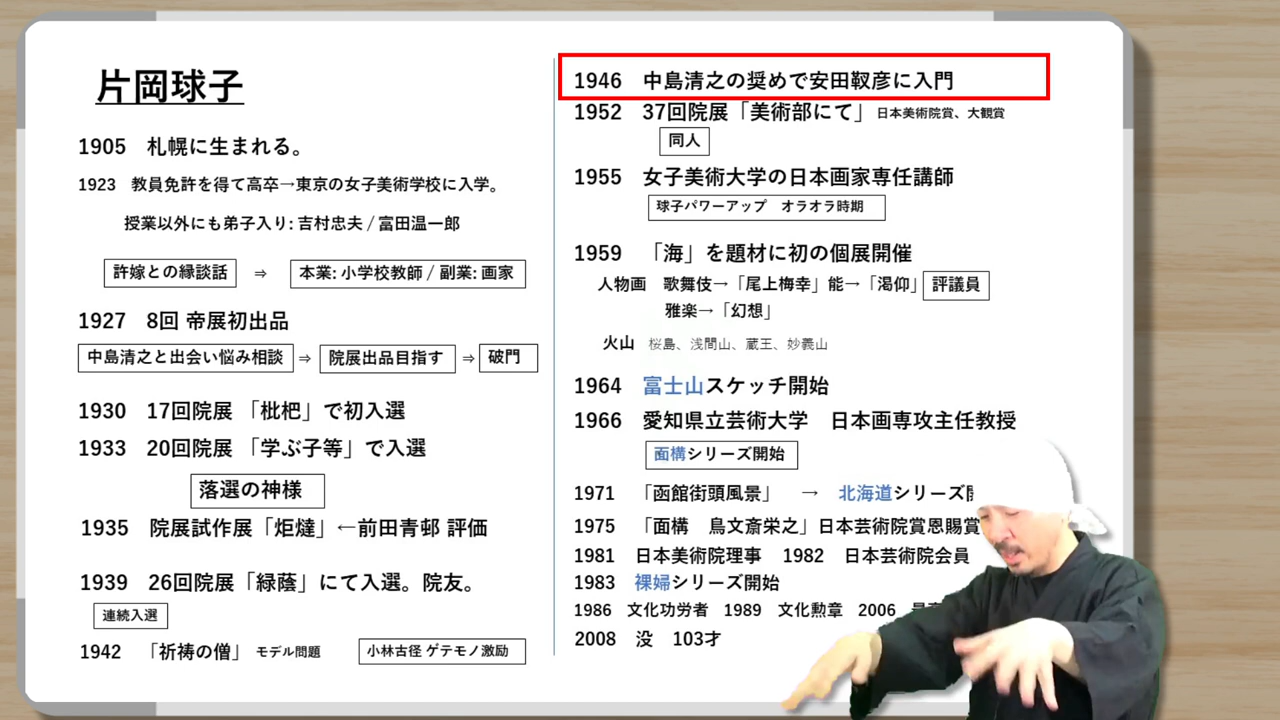 片岡球子
1905 札幌に生まれる。
1923 教員免許を得て高卒→東京の女子美術学校に入学。
授業以外にも弟子入り: 吉村忠夫 / 富田温一郎
許嫁との縁談話 ⇒ 本業: 小学校教師 / 副業: 画家
1927 8回 帝展初出品
中島清之と出会い悩み相談 ⇒ 院展出品目指す ⇒ 破門
1930 17回院展 「枇杷」で初入選
1933 20回院展 「学ぶ子等」で入選
落選の神様
1935 院展試作展「炬燵」←前田青邨 評価
1939 26回院展「緑蔭」にて入選。院友。
連続入選
1942 「祈祷の僧」 モデル問題 小林古径 ゲテモノ激励
1946 中島清之の奨めで安田靫彦に入門
1952 37回院展「美術部にて」 日本美術院賞、大観賞
同人
1955 女子美術大学の日本画家専任講師
球子パワーアップ オラオラ時期
1959 「海」を題材に初の個展開催
人物画 歌舞伎→「尾上梅幸」能→「渇仰」 評議員
雅楽→「幻想」
火山 桜島、浅間山、蔵王、妙義山
1964 富士山スケッチ開始
1966 愛知県立芸術大学 日本画専攻主任教授
面構シリーズ開始
1971 「函館街頭風景」 → 北海道シリーズ
1975 「面構 鳥文斎栄之」日本芸術院賞恩賜賞
1981 日本美術院理事 1982 日本芸術院会員
1983 裸婦シリーズ開始
1986 文化功労者 1989 文化勲章 2006
2008 没 103才